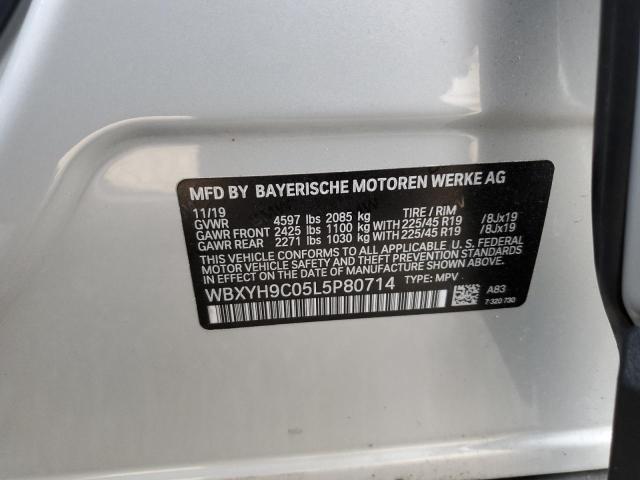 MFD BY BAYERISCHE MOTOREN WERKE AG
11/19
GVWR 4597 lbs 2085 kg TIRE / RIM
GAWR FRONT 2425 lbs 1100 kg WITH 225/45 R19 /8Jx19
GAWR REAR 2271 lbs 1030 kg WITH 225/45 R19 /8Jx19
THIS VEHICLE CONFORMS TO ALL APPLICABLE U.S. FEDERAL
MOTOR VEHICLE SAFETY, BUMPER, AND THEFT PREVENTION STANDARDS
IN EFFECT ON THE DATE OF MANUFACTURE SHOWN ABOVE.
WBXYH9C05L5P80714 TYPE: MPV
A83
7 320 730